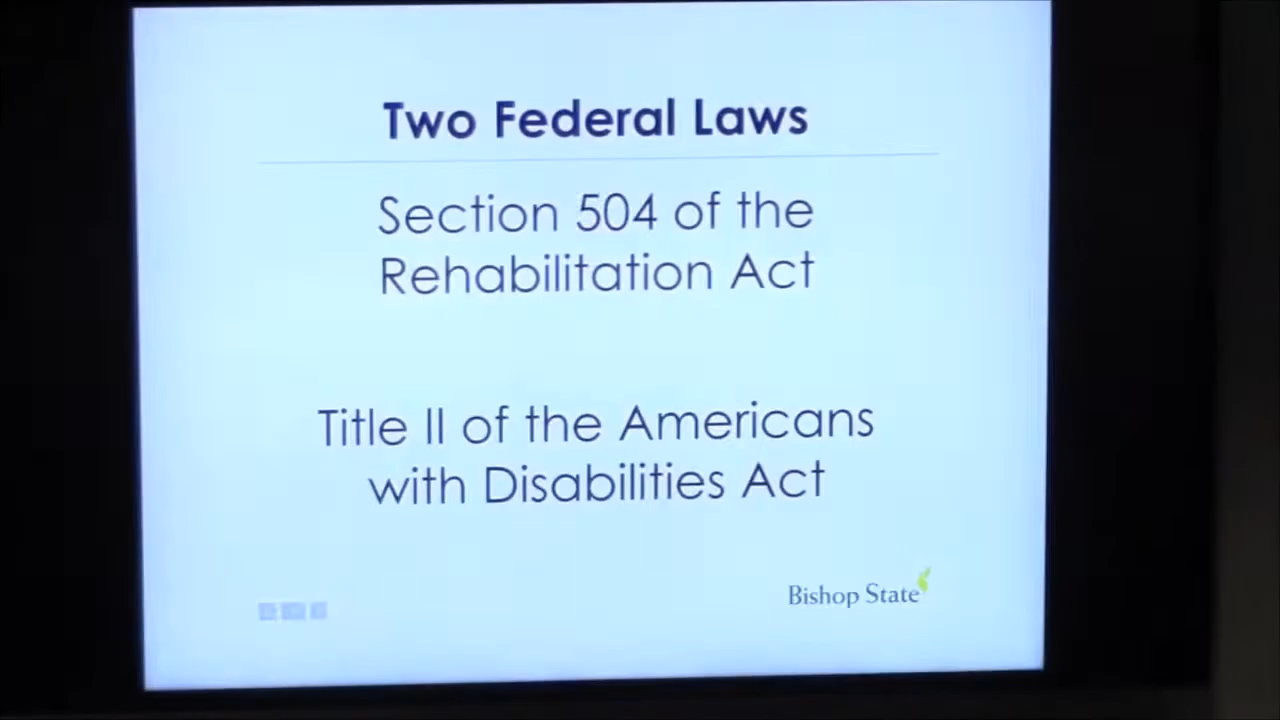 Two Federal Laws
Section 504 of the
Rehabilitation Act
Title II of the Americans
with Disabilities Act
Bishop State